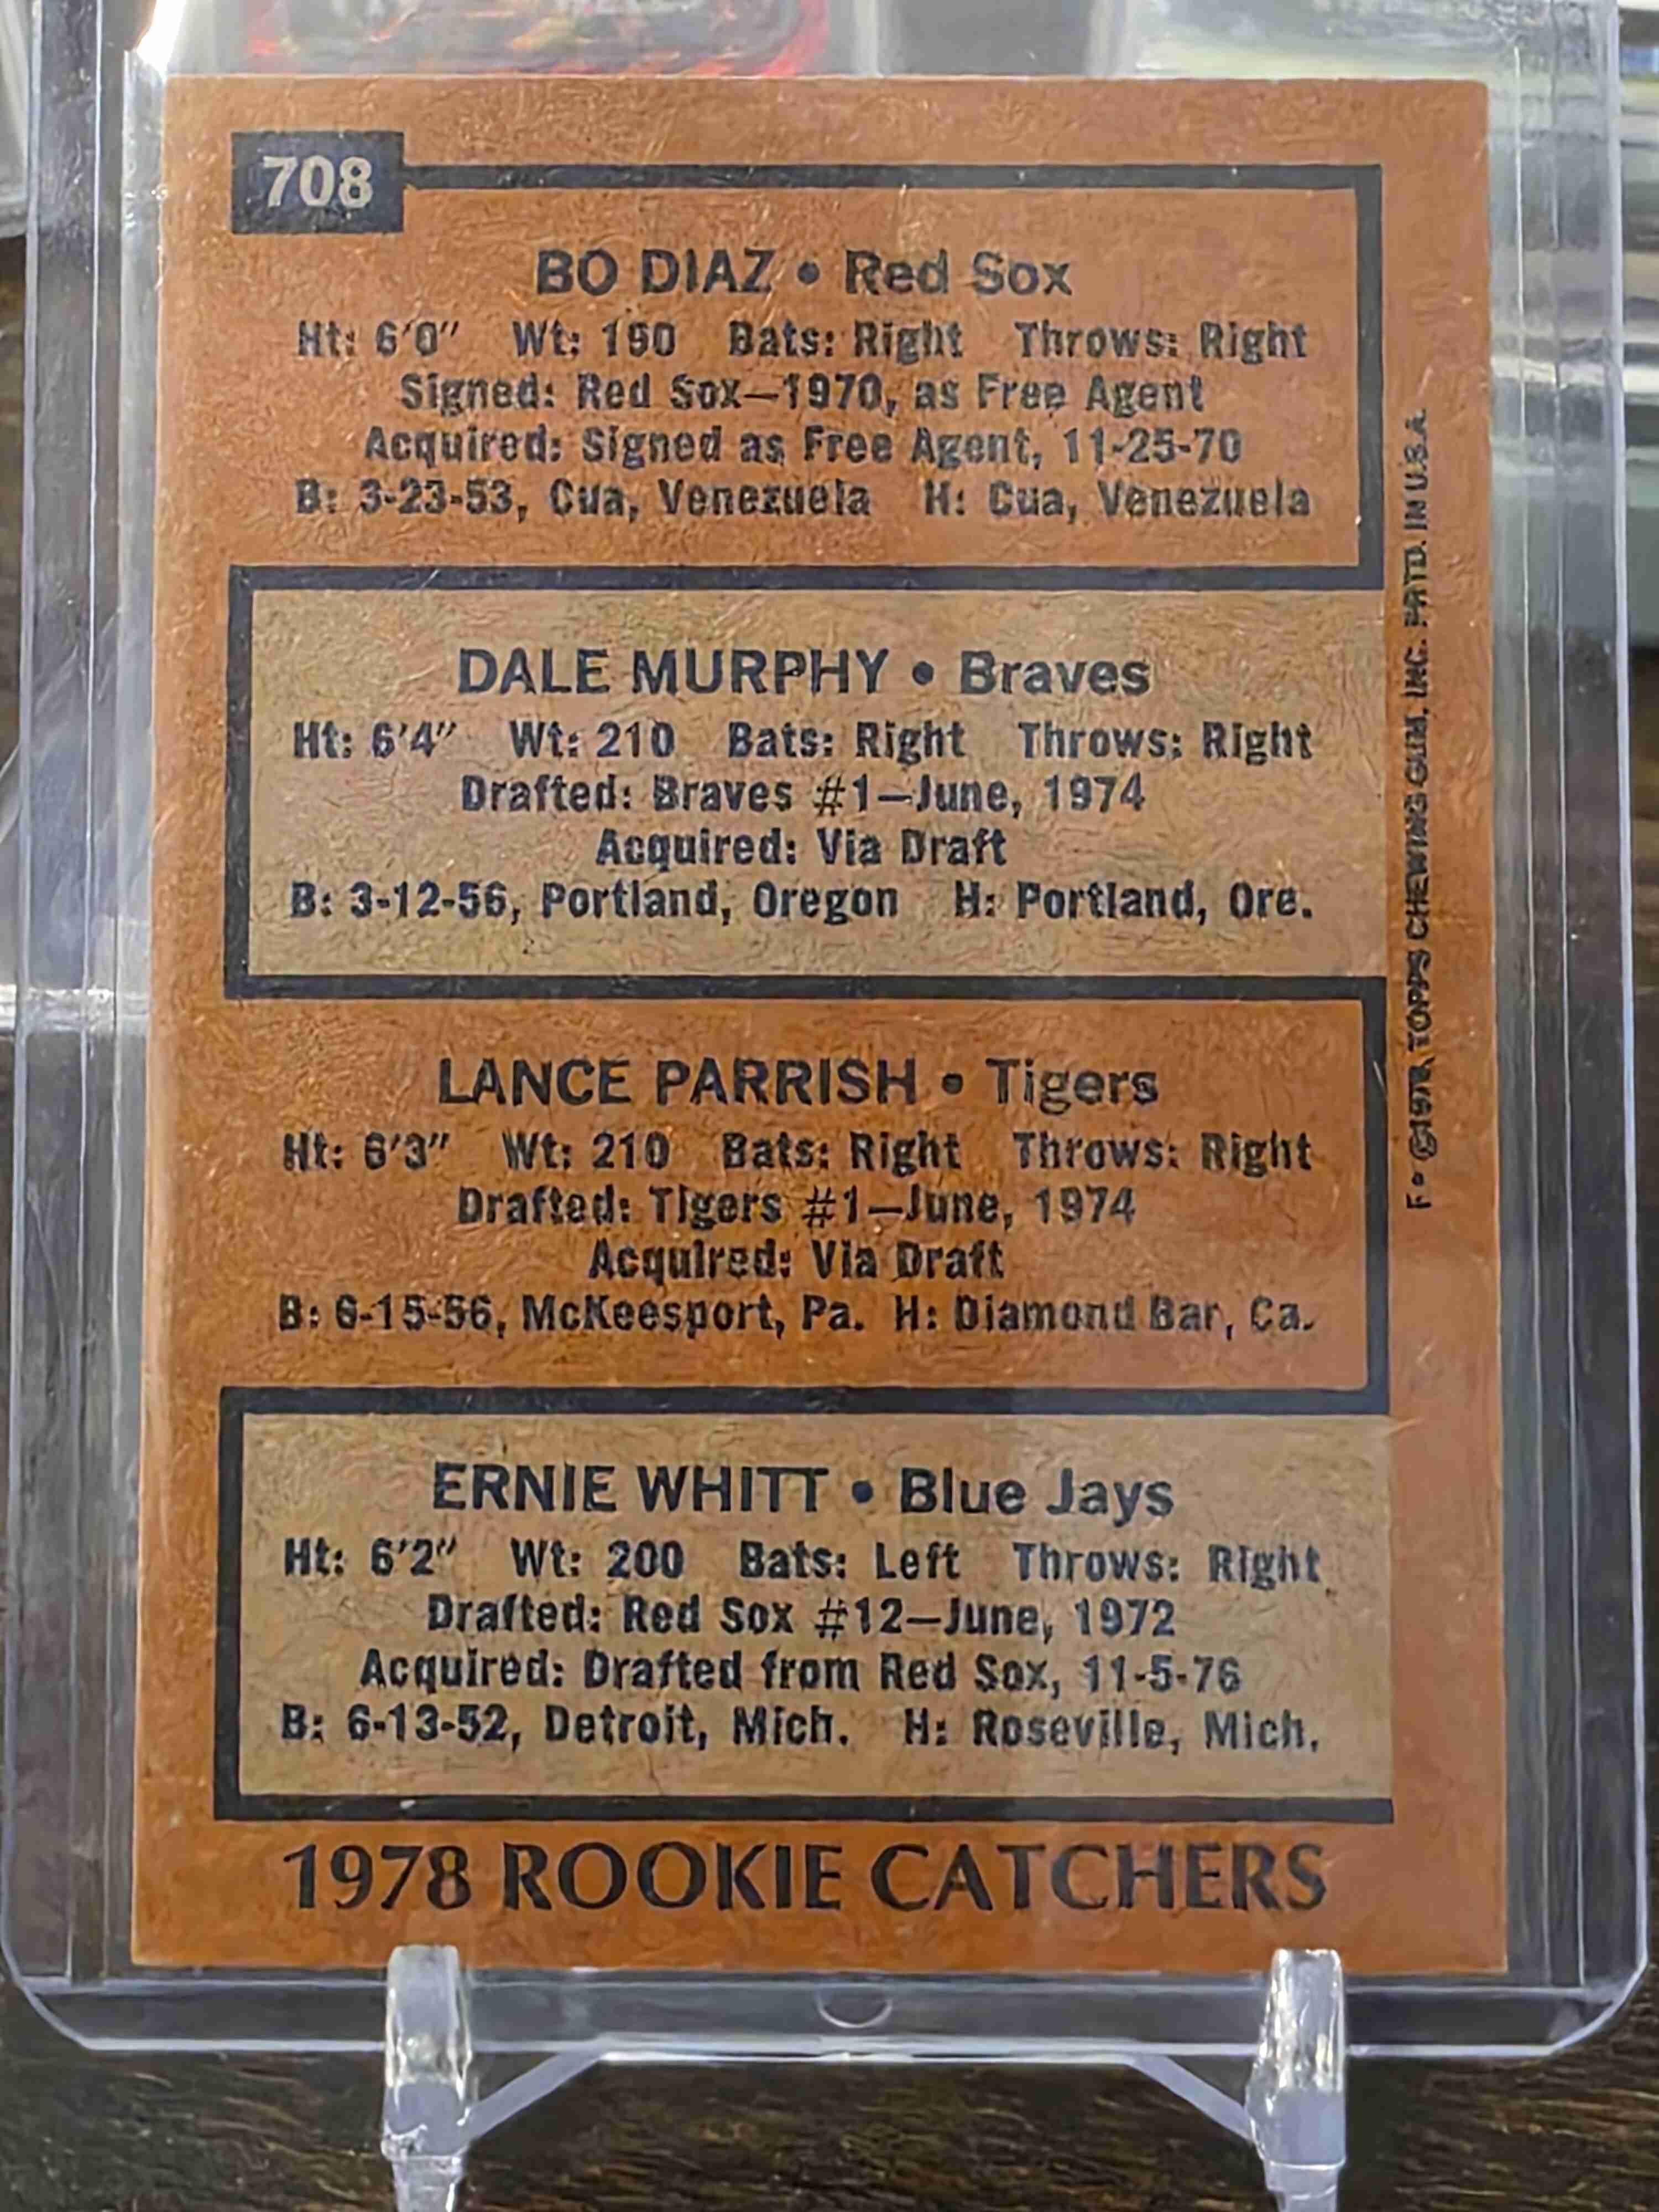 708
BO DIAZ • Red Sox
Ht: 6'0" Wt: 190 Bats: Right Throws: Right
Signed: Red Sox—1970, as Free Agent
Acquired: Signed as Free Agent, 11-25-70
B: 3-23-53, Cua, Venezuela H: Cua, Venezuela
DALE MURPHY • Braves
Ht: 6'4" Wt: 210 Bats: Right Throws: Right
Drafted: Braves #1—June, 1974
Acquired: Via Draft
B: 3-12-56, Portland, Oregon H: Portland, Ore.
LANCE PARRISH • Tigers
Ht: 6'3" Wt: 210 Bats: Right Throws: Right
Drafted: Tigers #1—June, 1974
Acquired: Via Draft
B: 6-15-56, McKeesport, Pa. H: Diamond Bar, Ca.
ERNIE WHITT • Blue Jays
Ht: 6'2" Wt: 200 Bats: Left Throws: Right
Drafted: Red Sox #12—June, 1972
Acquired: Drafted from Red Sox, 11-5-76
B: 6-13-52, Detroit, Mich. H: Roseville, Mich.
1978 ROOKIE CATCHERS
F • © 1978, TOPPS CHEWING GUM, INC. PRTD. IN U.S.A.